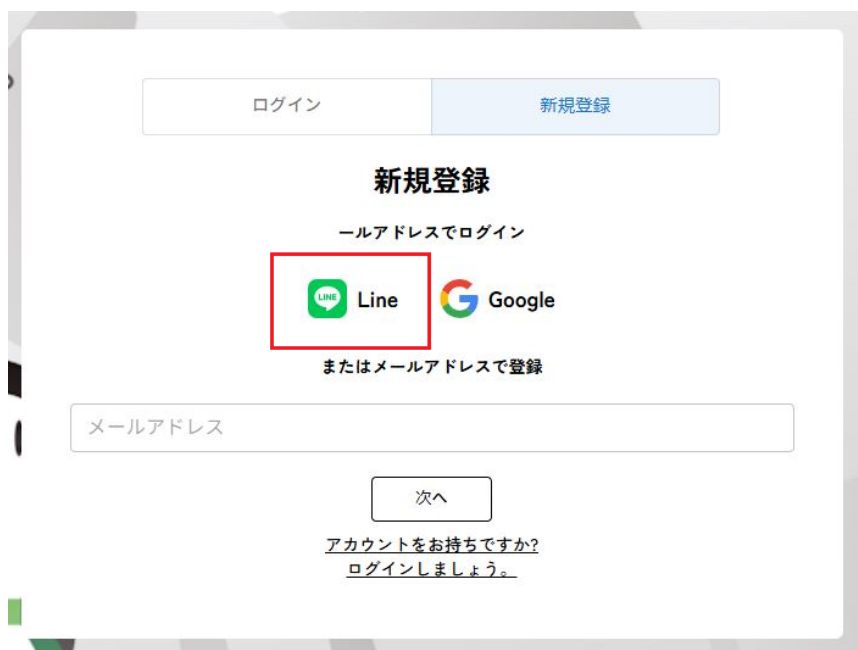 ログイン
新規登録
新規登録
ールアドレスでログイン
LINE Line
Google
またはメールアドレスで登録
メールアドレス
次へ
アカウントをお持ちですか?
ログインしましょう。